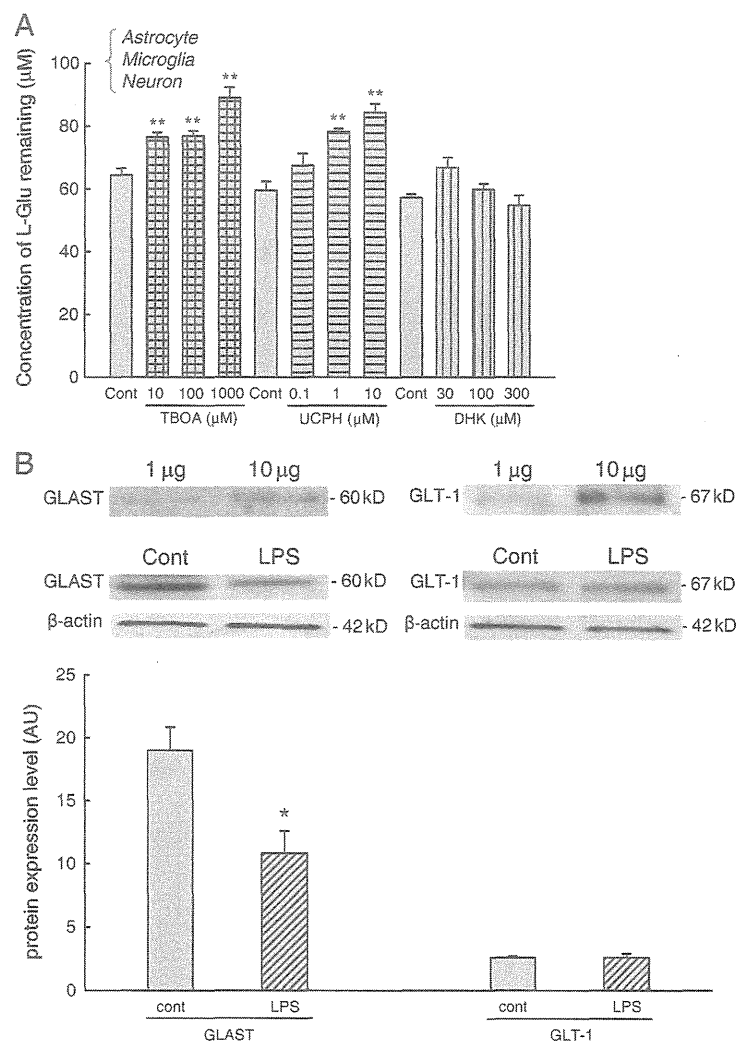 A
Astrocyte
Microglia
Neuron
Concentration of L-Glu remaining (μM)
100
80
60
40
20
0
** ** ** ** **
Cont 10 100 1000 Cont 0.1 1 10 Cont 30 100 300
TBOA (μM) UCPH (μM) DHK (μM)
B
1 μg 10 μg
GLAST - 60 kD
1 μg 10 μg
GLT-1 - 67 kD
Cont LPS
GLAST - 60 kD
β-actin - 42 kD
Cont LPS
GLT-1 - 67 kD
β-actin - 42 kD
protein expression level (AU)
25
20
15
10
5
0
*
cont LPS cont LPS
GLAST GLT-1